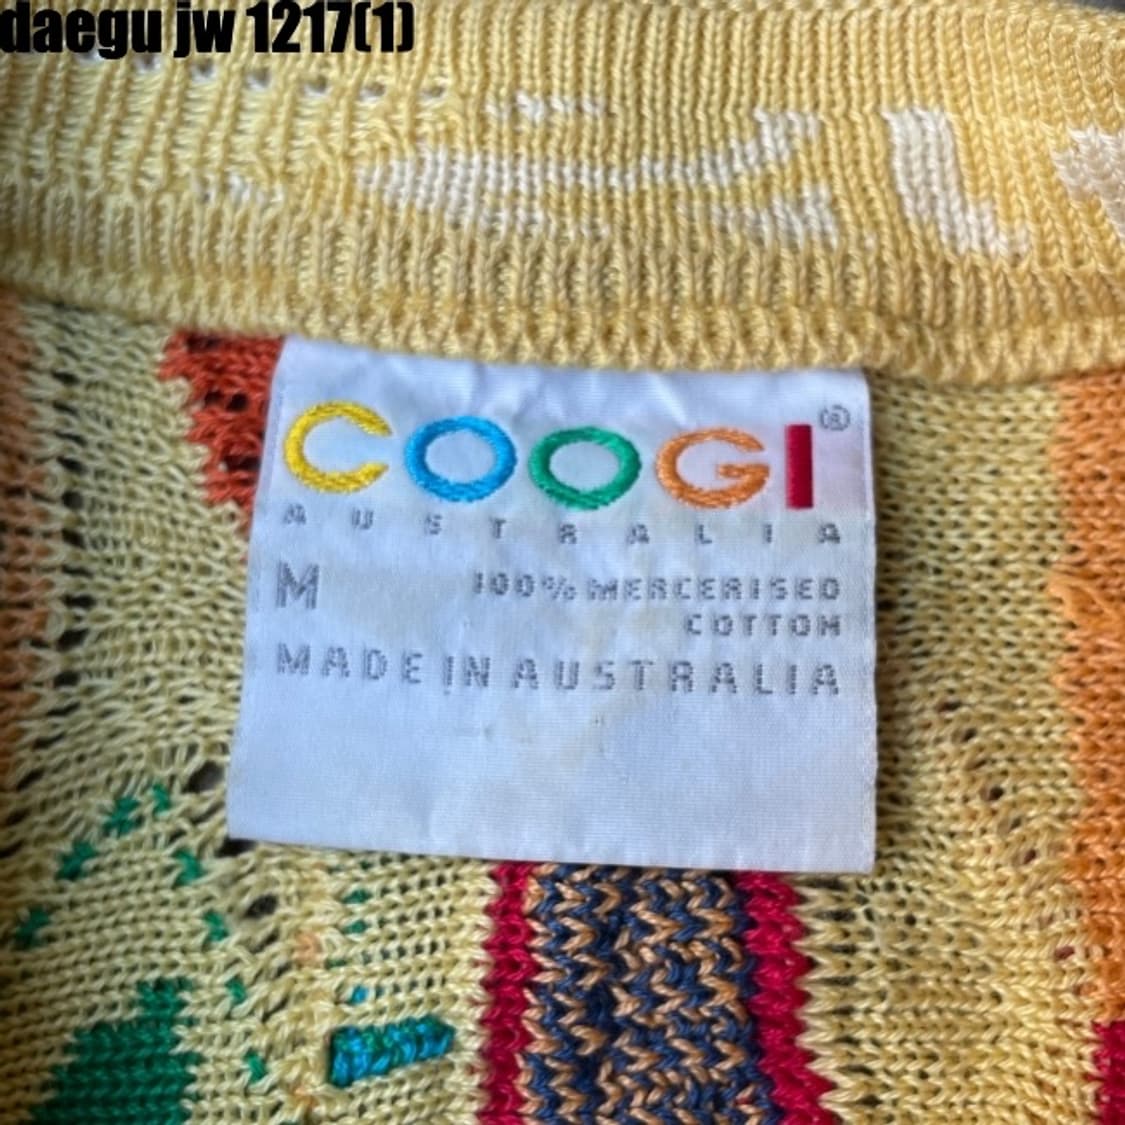 daegu jw 1217(1)
COOGI®
AUSTRALIA
M 100% MERCERISED
COTTON
MADE IN AUSTRALIA